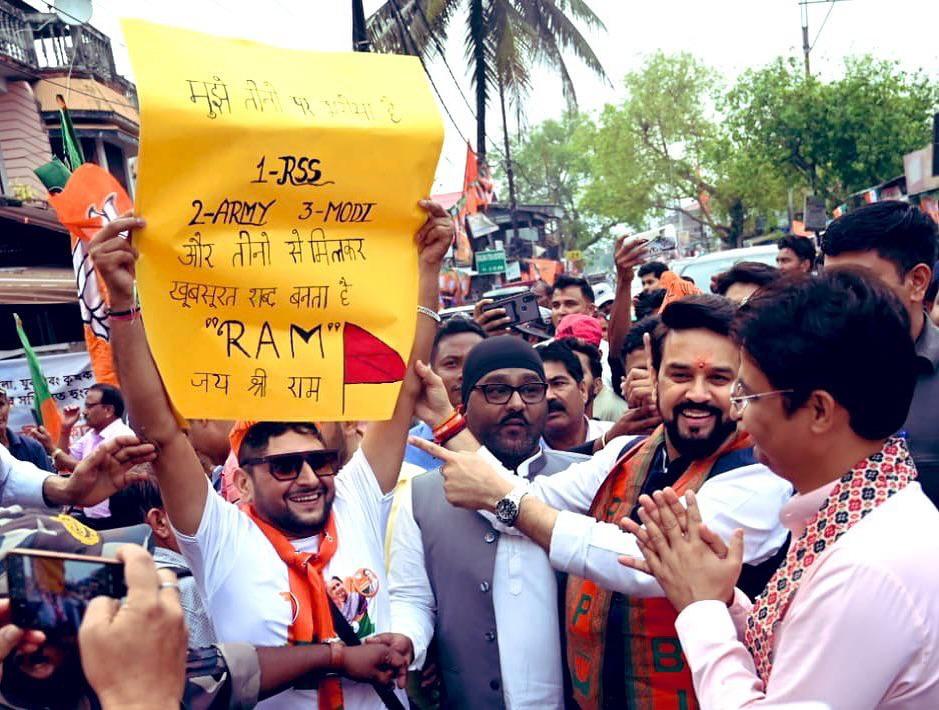 मुझे तीनो पर भरोसा है
1-RSS
2-ARMY 3-MODI
और तीनो से मिलकर
खूबसूरत शब्द बनता है
"RAM"
जय श्री राम